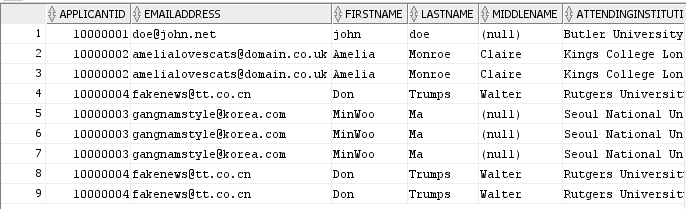 APPLICANTID EMAILADDRESS FIRSTNAME LASTNAME MIDDLENAME ATTENDINGINSTITUTI
1 10000001 doe@john.net john doe (null) Butler University
2 10000002 amelialovescats@domain.co.uk Amelia Monroe Claire Kings College Lon
3 10000002 amelialovescats@domain.co.uk Amelia Monroe Claire Kings College Lon
4 10000004 fakenews@tt.co.cn Don Trumps Walter Rutgers Universit
5 10000003 gangnamstyle@korea.com MinWoo Ma (null) Seoul National Un
6 10000003 gangnamstyle@korea.com MinWoo Ma (null) Seoul National Un
7 10000003 gangnamstyle@korea.com MinWoo Ma (null) Seoul National Un
8 10000004 fakenews@tt.co.cn Don Trumps Walter Rutgers Universit
9 10000004 fakenews@tt.co.cn Don Trumps Walter Rutgers Universit